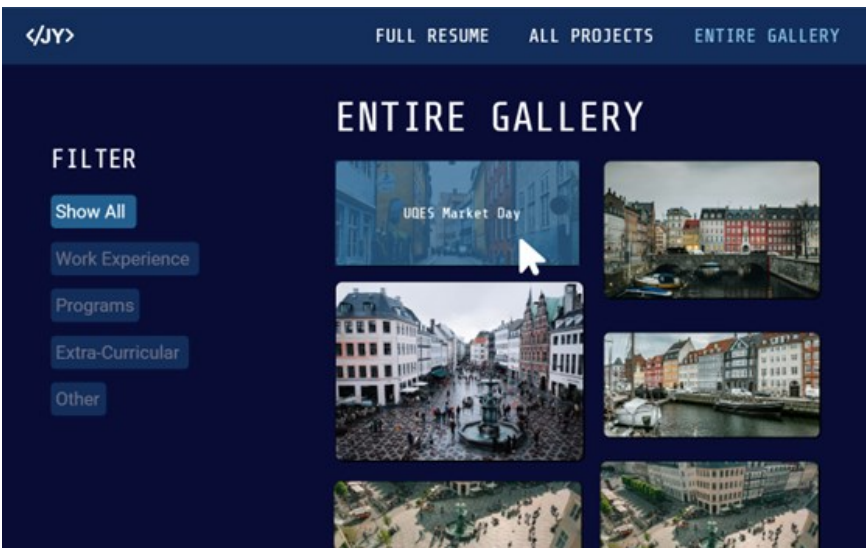 </JY>
FULL RESUME
ALL PROJECTS
ENTIRE GALLERY
ENTIRE GALLERY
FILTER
Show All
Work Experience
Programs
Extra-Curricular
Other
UQES Market Day